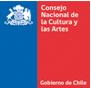 Consejo
Nacional de
la Cultura y
las Artes
Gobierno de Chile